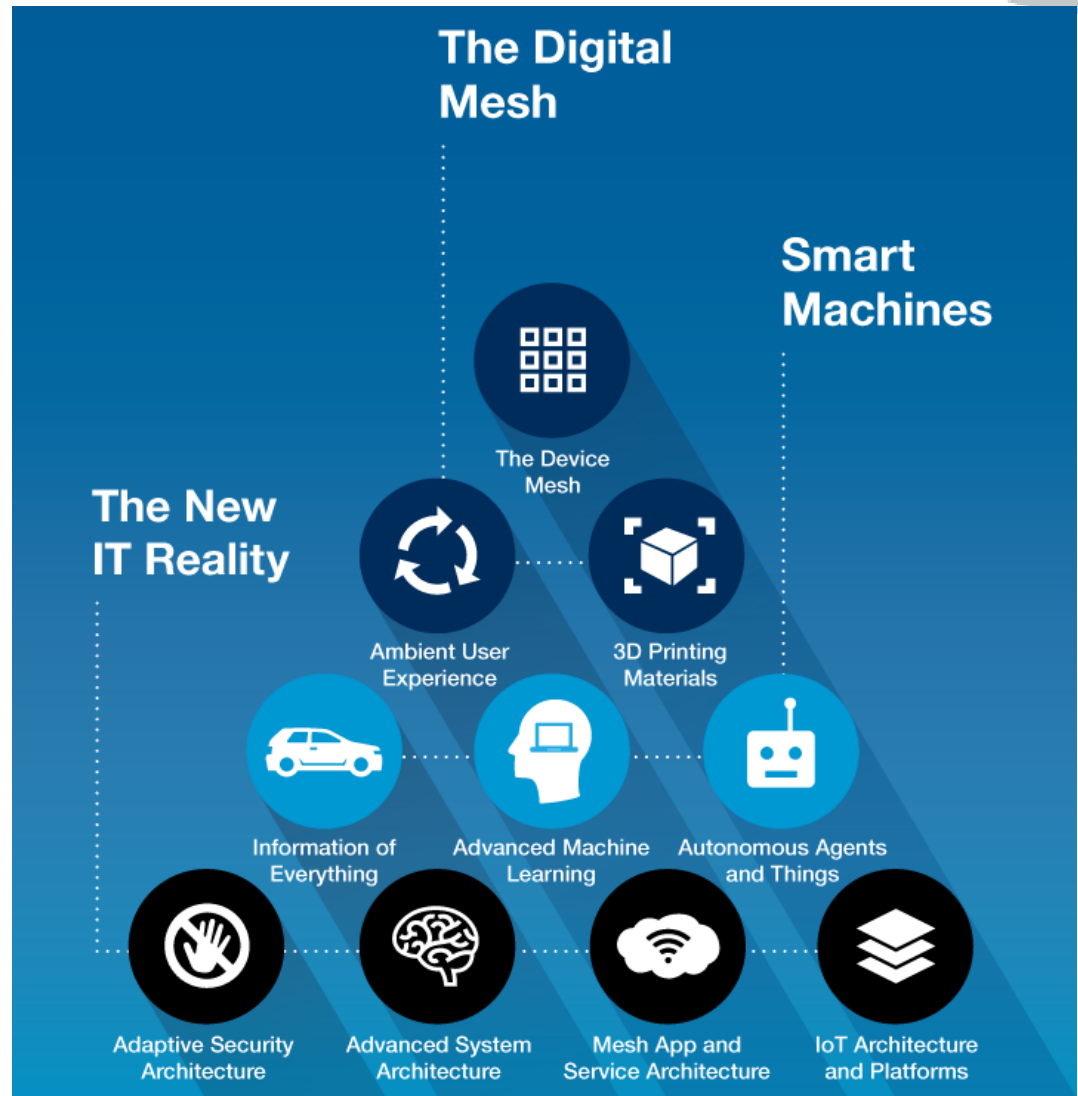 The Digital
Mesh
Smart
Machines
The Device
Mesh
The New
IT Reality
Ambient User
Experience
3D Printing
Materials
Information of
Everything
Advanced Machine
Learning
Autonomous Agents
and Things
Adaptive Security
Architecture
Advanced System
Architecture
Mesh App and
Service Architecture
IoT Architecture
and Platforms